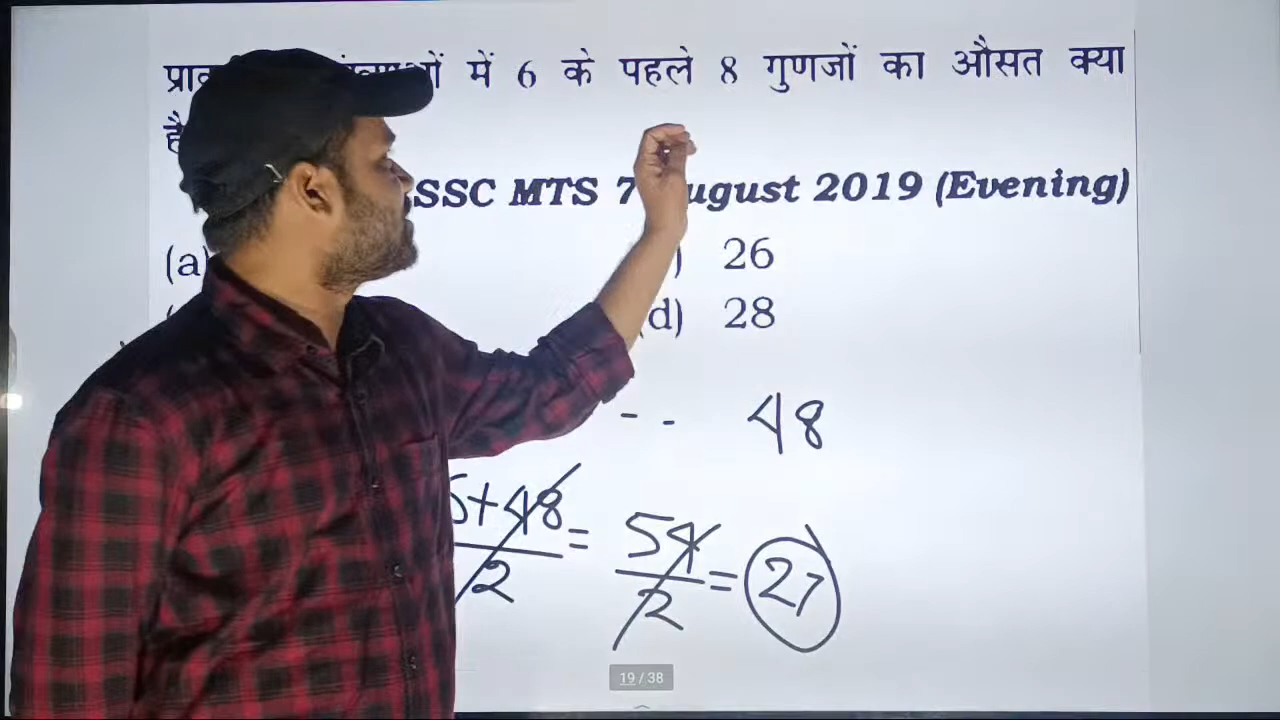 में 6 के पहले 8 गुणजों का औसत क्या
SSC MTS 7 August 2019 (Evening)
(a) 26
(d) 28
- - 48
6+48/2 = 54/2 = 27
19 / 38